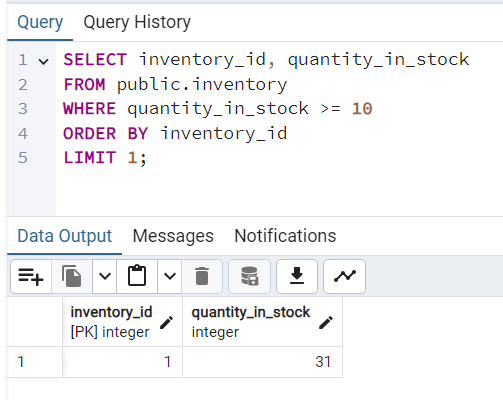 Query Query History
1 SELECT inventory_id, quantity_in_stock
2 FROM public.inventory
3 WHERE quantity_in_stock >= 10
4 ORDER BY inventory_id
5 LIMIT 1;
Data Output Messages Notifications
inventory_id quantity_in_stock
[PK] integer integer
1 1 31